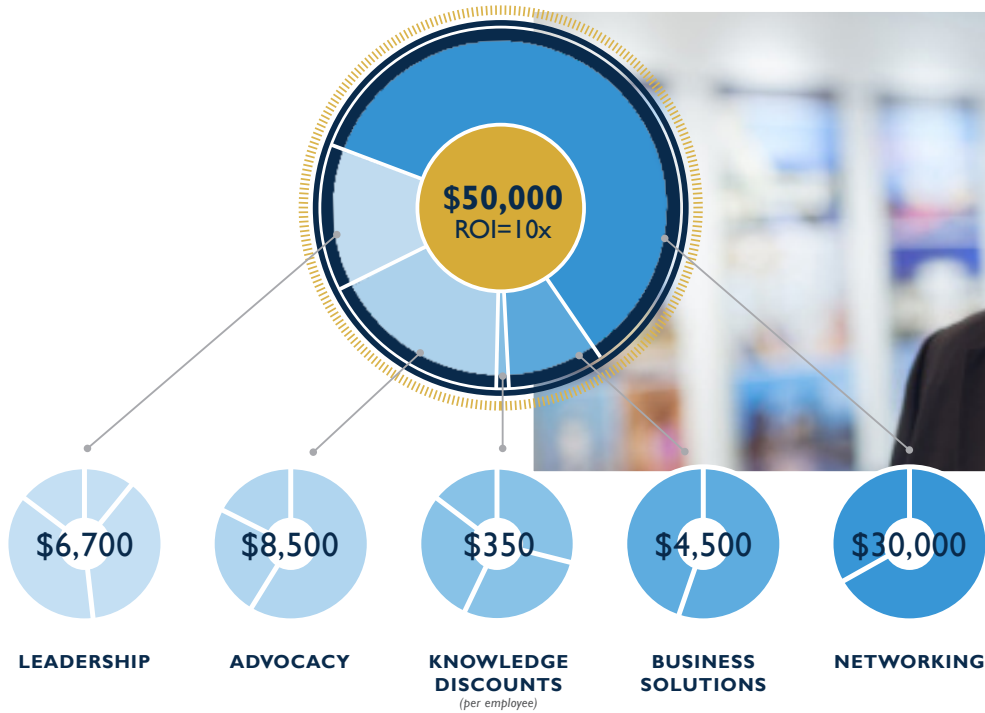 $50,000
ROI=10x
$6,700
$8,500
$350
$4,500
$30,000
LEADERSHIP
ADVOCACY
KNOWLEDGE
DISCOUNTS
(per employee)
BUSINESS
SOLUTIONS
NETWORKING